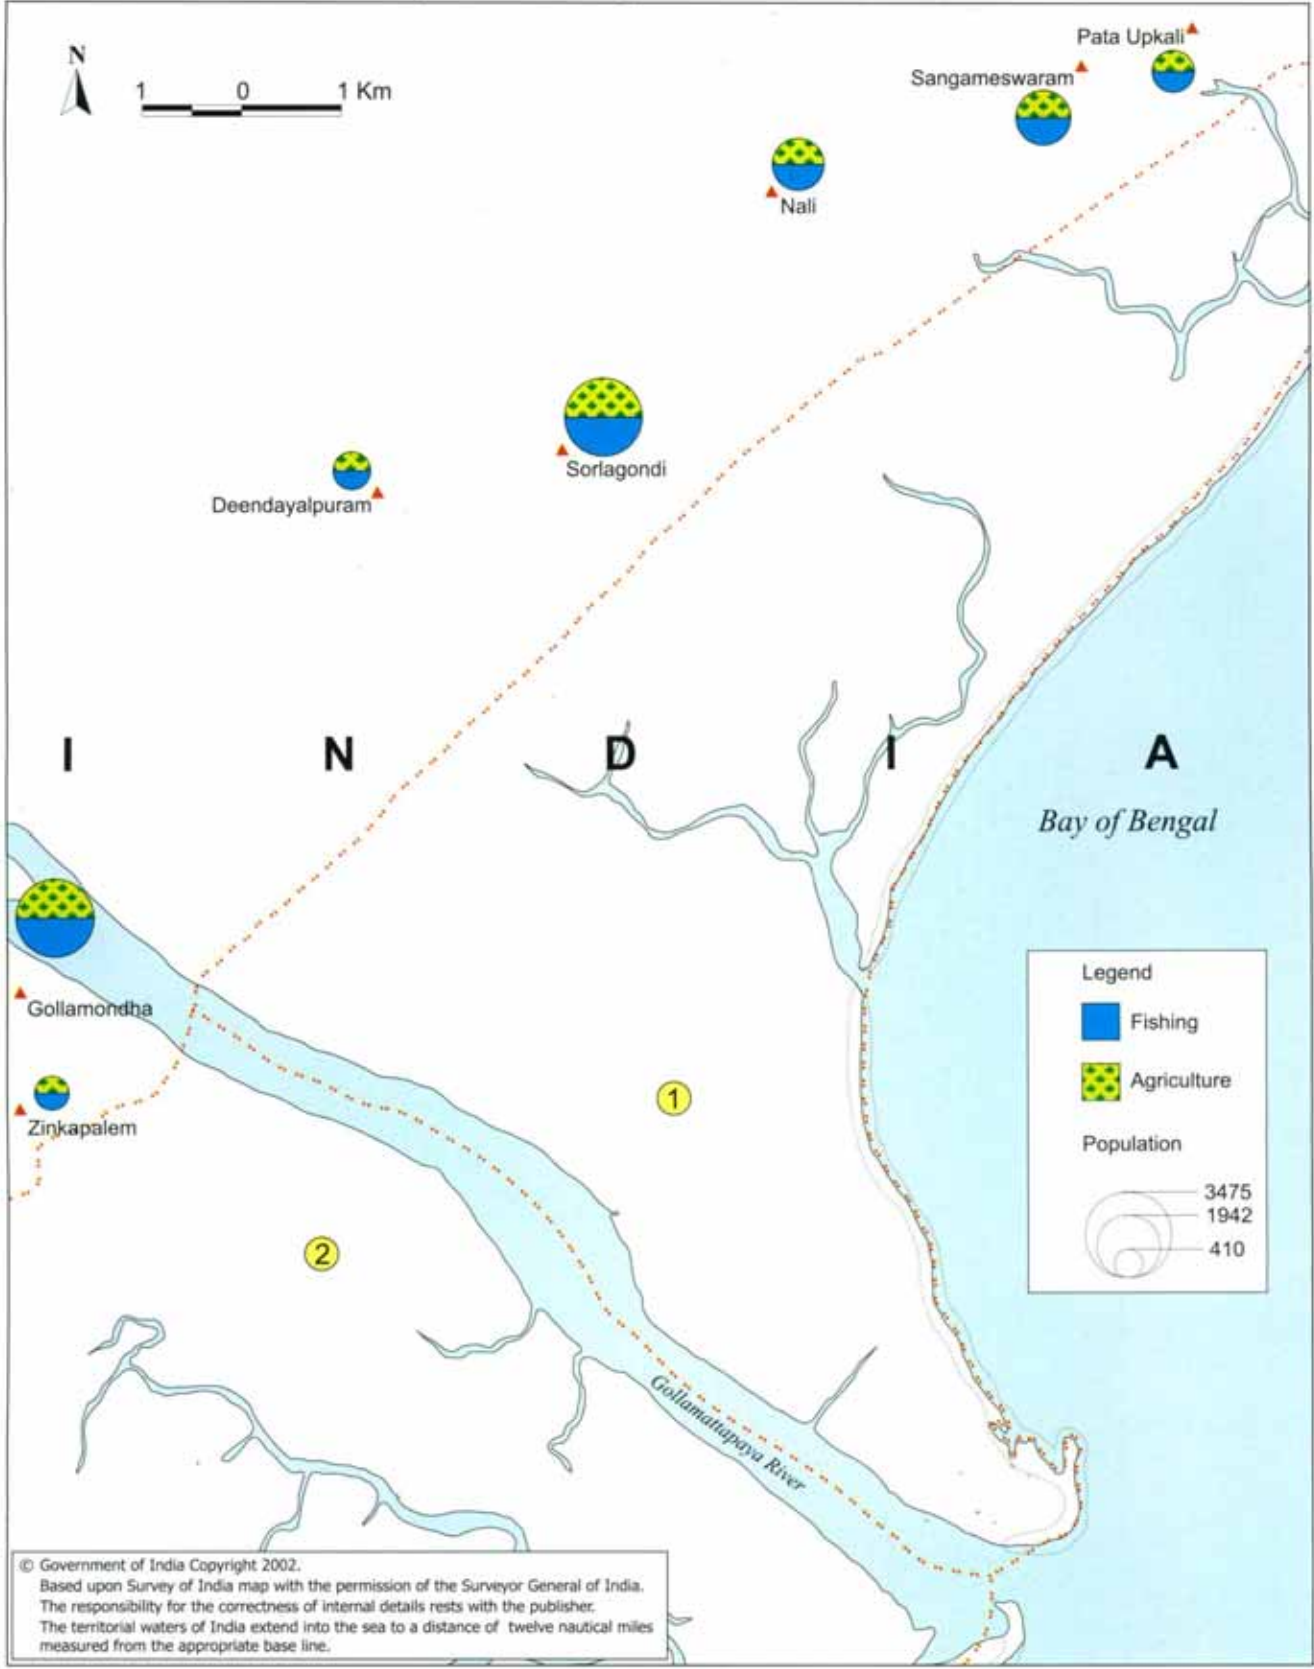 Pata Upkali
N
Sangameswaram
1 0 1 Km
Nali
Sorlagondi
Deendayalpuram
I N D I A
Bay of Bengal
Legend
Gollamondha
Fishing
Agriculture
1
Zinkapalem
Population
3475
1942
410
2
Gollamattapaya River
© Government of India Copyright 2002.
Based upon Survey of India map with the permission of the Surveyor General of India.
The responsibility for the correctness of internal details rests with the publisher.
The territorial waters of India extend into the sea to a distance of twelve nautical miles
measured from the appropriate base line.